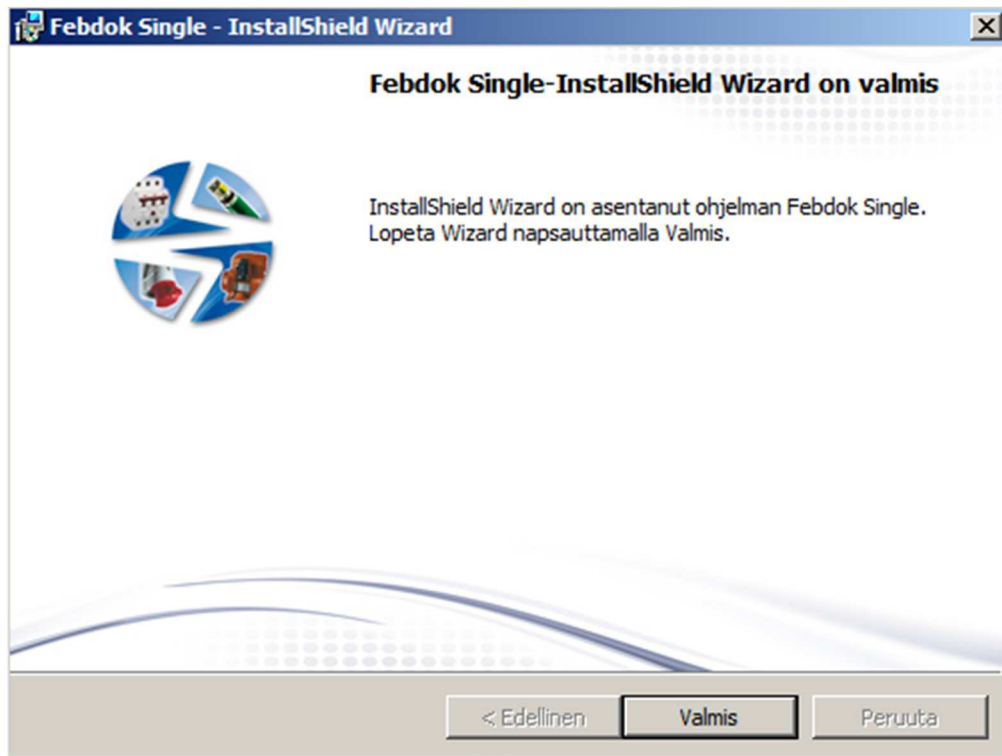 Febdok Single - InstallShield Wizard
Febdok Single-InstallShield Wizard on valmis
InstallShield Wizard on asentanut ohjelman Febdok Single.
Lopeta Wizard napsauttamalla Valmis.
< Edellinen
Valmis
Peruuta